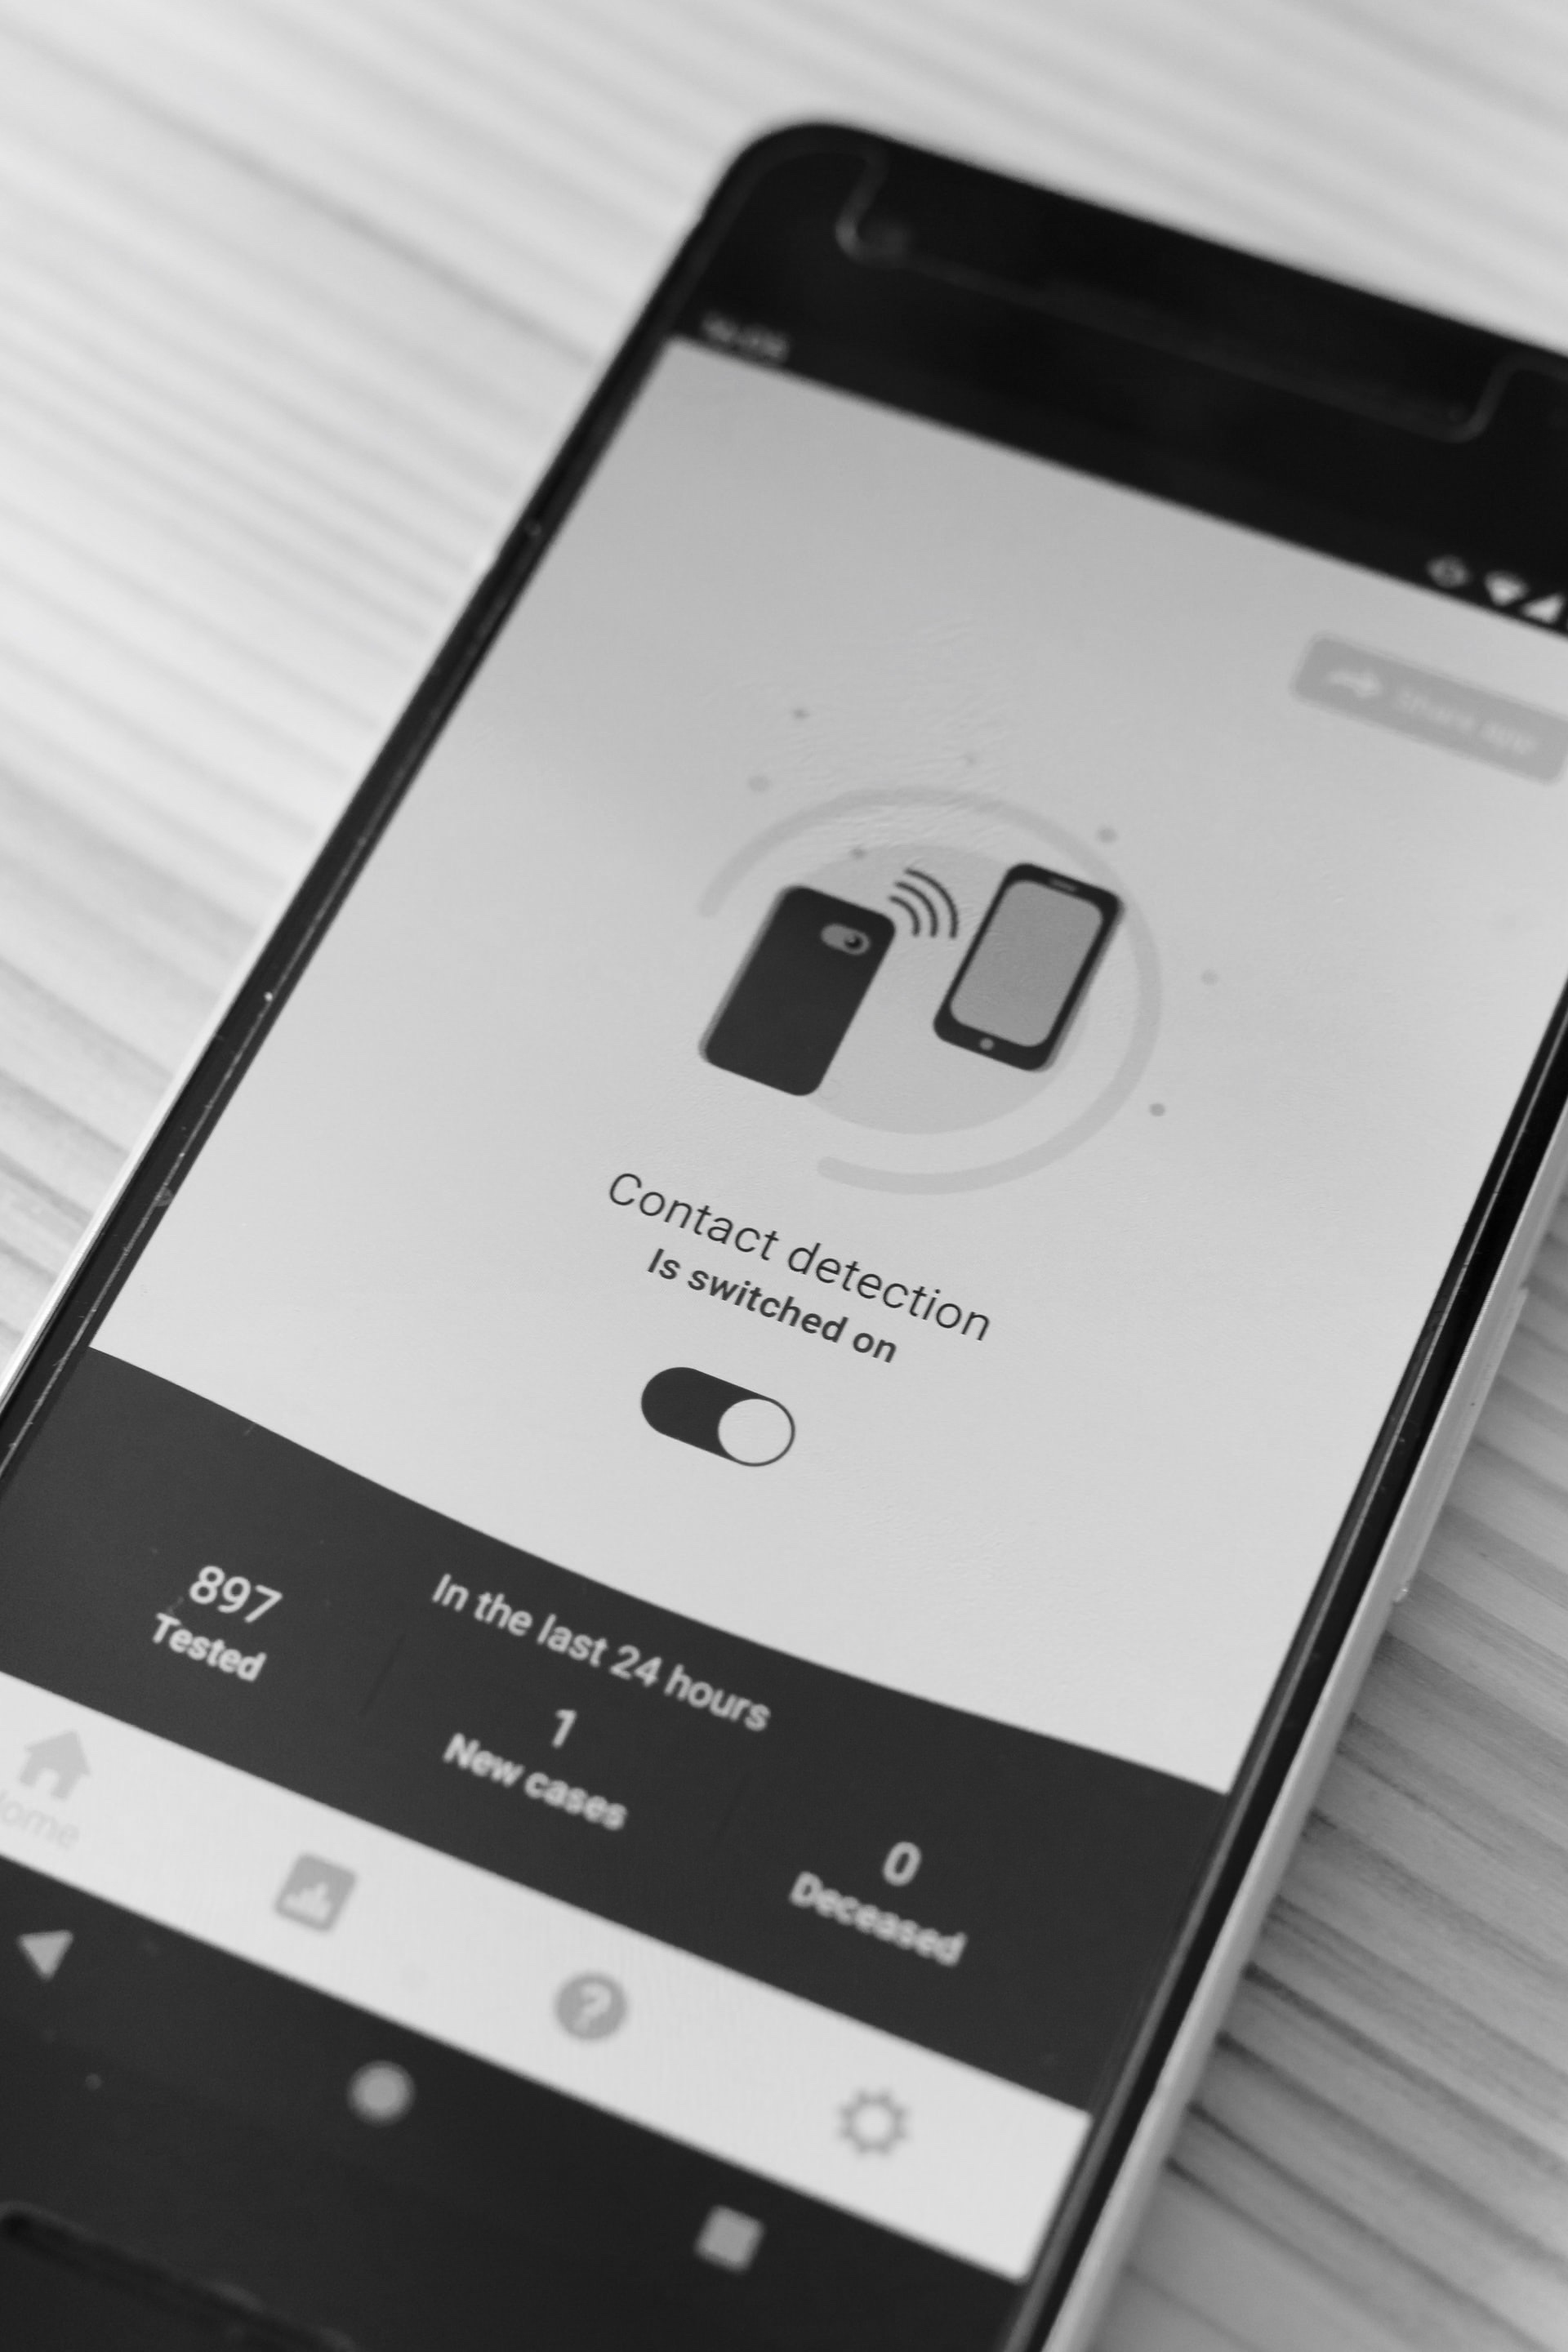 Share app
Contact detection
Is switched on
In the last 24 hours
897
Tested
1
New cases
0
Deceased
Home